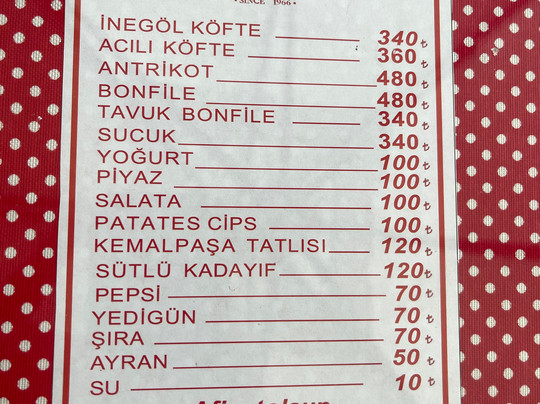 • SINCE 1966 •
İNEGÖL KÖFTE 340₺
ACILI KÖFTE 360₺
ANTRİKOT 480₺
BONFİLE 480₺
TAVUK BONFİLE 340₺
SUCUK 340₺
YOĞURT 100₺
PİYAZ 100₺
SALATA 100₺
PATATES CİPS 100₺
KEMALPAŞA TATLISI 120₺
SÜTLÜ KADAYIF 120₺
PEPSİ 70₺
YEDİGÜN 70₺
ŞIRA 70₺
AYRAN 50₺
SU 10₺